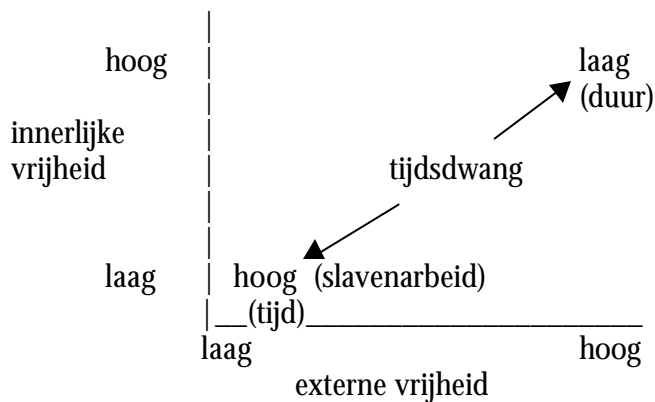 hoog laag
(duur)
innerlijke
vrijheid tijdsdwang
laag hoog (slavenarbeid)
(tijd)
laag hoog
externe vrijheid